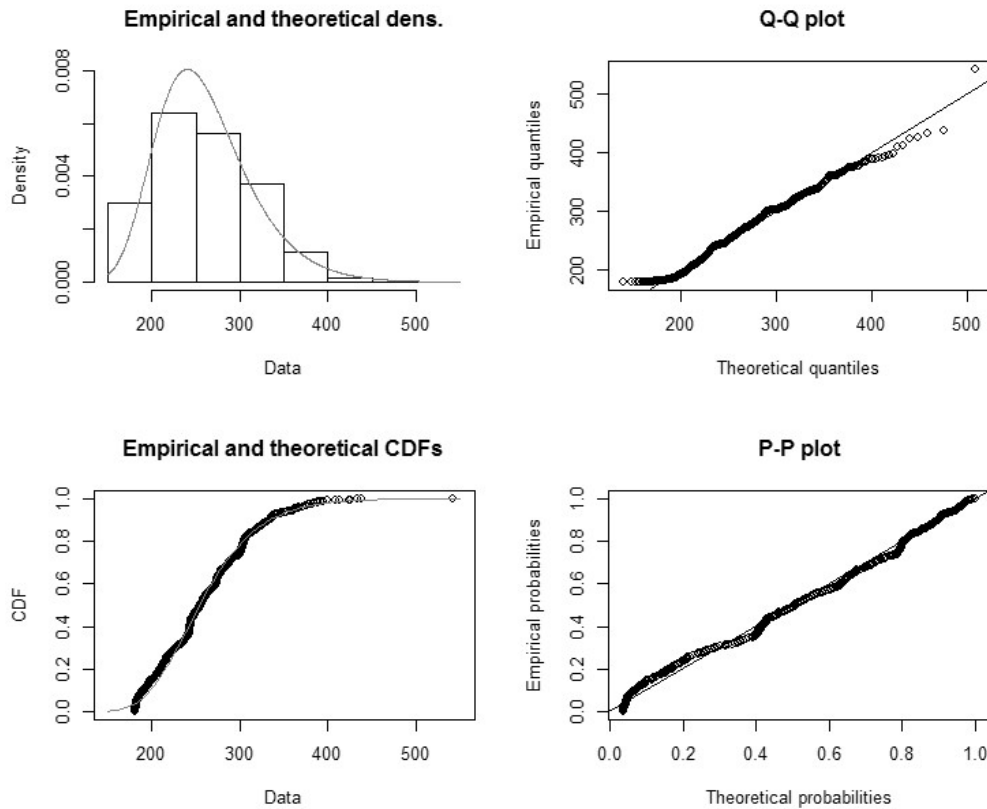 Empirical and theoretical dens.
Density
0.000 0.004 0.008
200 300 400 500
Data
Q-Q plot
Empirical quantiles
200 300 400 500
200 300 400 500
Theoretical quantiles
Empirical and theoretical CDFs
CDF
0.0 0.2 0.4 0.6 0.8 1.0
200 300 400 500
Data
P-P plot
Empirical probabilities
0.0 0.2 0.4 0.6 0.8 1.0
0.0 0.2 0.4 0.6 0.8 1.0
Theoretical probabilities